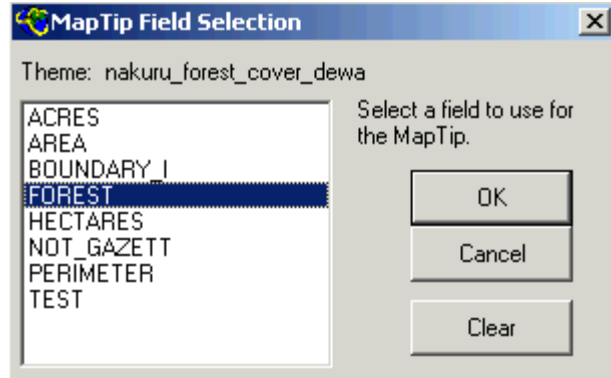 MapTip Field Selection
Theme: nakuru_forest_cover_dewa
ACRES
AREA
BOUNDARY_I
FOREST
HECTARES
NOT_GAZETT
PERIMETER
TEST
Select a field to use for
the MapTip.
OK
Cancel
Clear